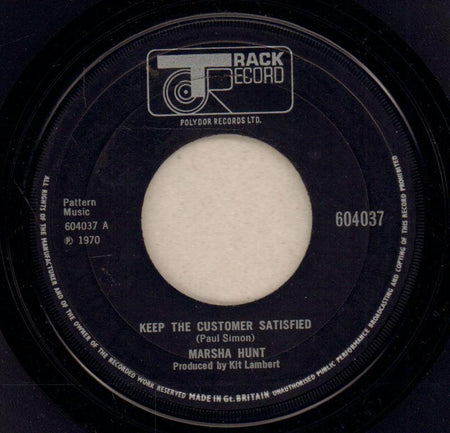 TRACK
RECORD
POLYDOR RECORDS LTD.
Pattern
Music
604037 A
℗ 1970
604037
KEEP THE CUSTOMER SATISFIED
(Paul Simon)
MARSHA HUNT
Produced by Kit Lambert
ALL RIGHTS OF THE MANUFACTURER AND OF THE OWNER OF THE RECORDED WORK RESERVED
MADE IN Gt. BRITAIN
UNAUTHORISED PUBLIC PERFORMANCE BROADCASTING AND COPYING OF THIS RECORD PROHIBITED